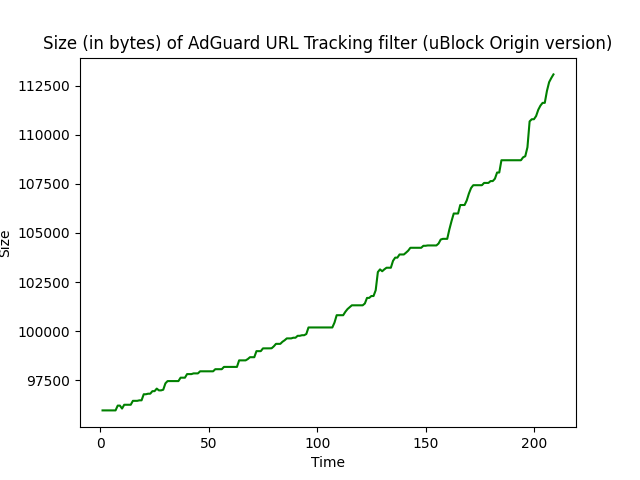 Size (in bytes) of AdGuard URL Tracking filter (uBlock Origin version)
112500
110000
107500
105000
102500
100000
97500
Size
0 50 100 150 200
Time